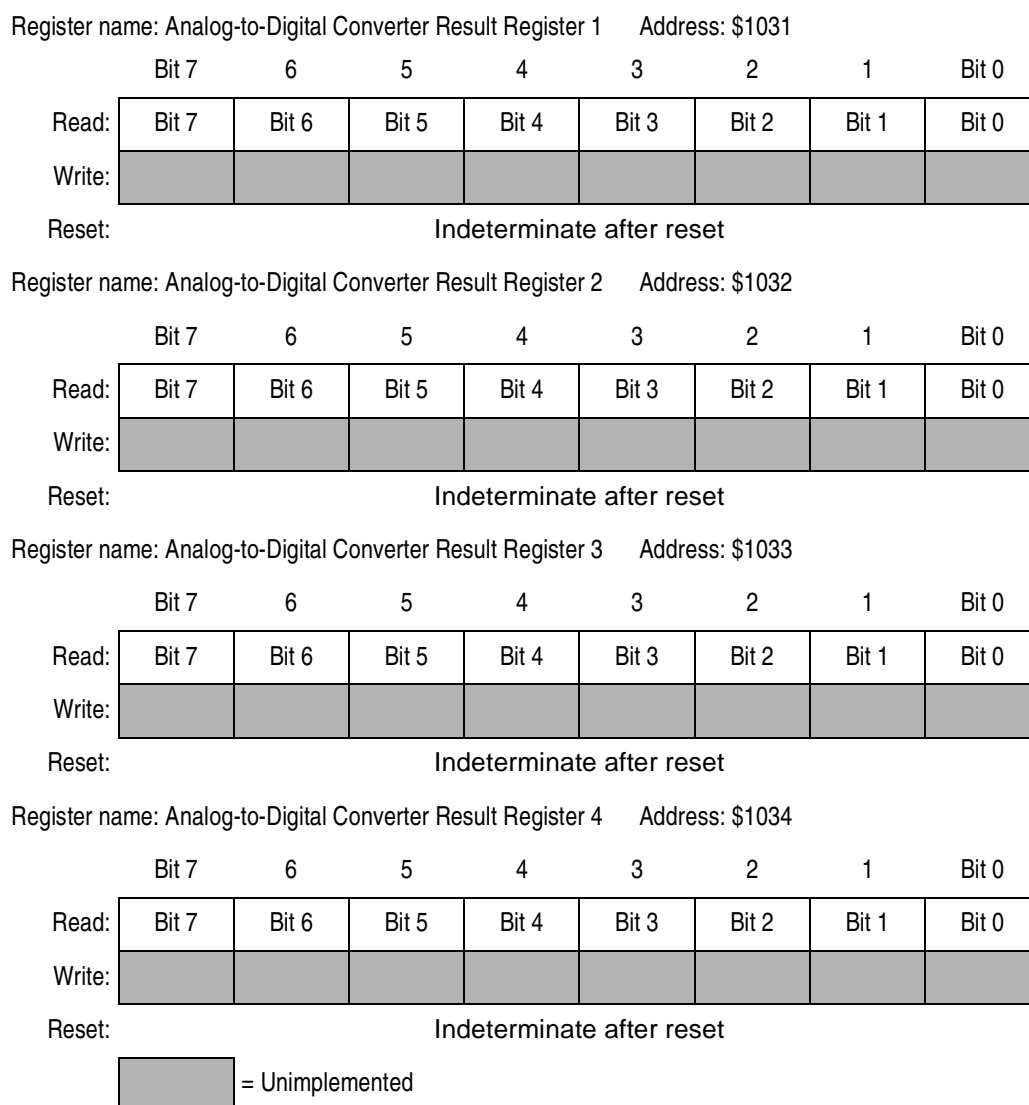 Register name: Analog-to-Digital Converter Result Register 1 Address: $1031
Bit 7 6 5 4 3 2 1 Bit 0
Read: Bit 7 Bit 6 Bit 5 Bit 4 Bit 3 Bit 2 Bit 1 Bit 0
Write:
Reset: Indeterminate after reset
Register name: Analog-to-Digital Converter Result Register 2 Address: $1032
Bit 7 6 5 4 3 2 1 Bit 0
Read: Bit 7 Bit 6 Bit 5 Bit 4 Bit 3 Bit 2 Bit 1 Bit 0
Write:
Reset: Indeterminate after reset
Register name: Analog-to-Digital Converter Result Register 3 Address: $1033
Bit 7 6 5 4 3 2 1 Bit 0
Read: Bit 7 Bit 6 Bit 5 Bit 4 Bit 3 Bit 2 Bit 1 Bit 0
Write:
Reset: Indeterminate after reset
Register name: Analog-to-Digital Converter Result Register 4 Address: $1034
Bit 7 6 5 4 3 2 1 Bit 0
Read: Bit 7 Bit 6 Bit 5 Bit 4 Bit 3 Bit 2 Bit 1 Bit 0
Write:
Reset: Indeterminate after reset
= Unimplemented